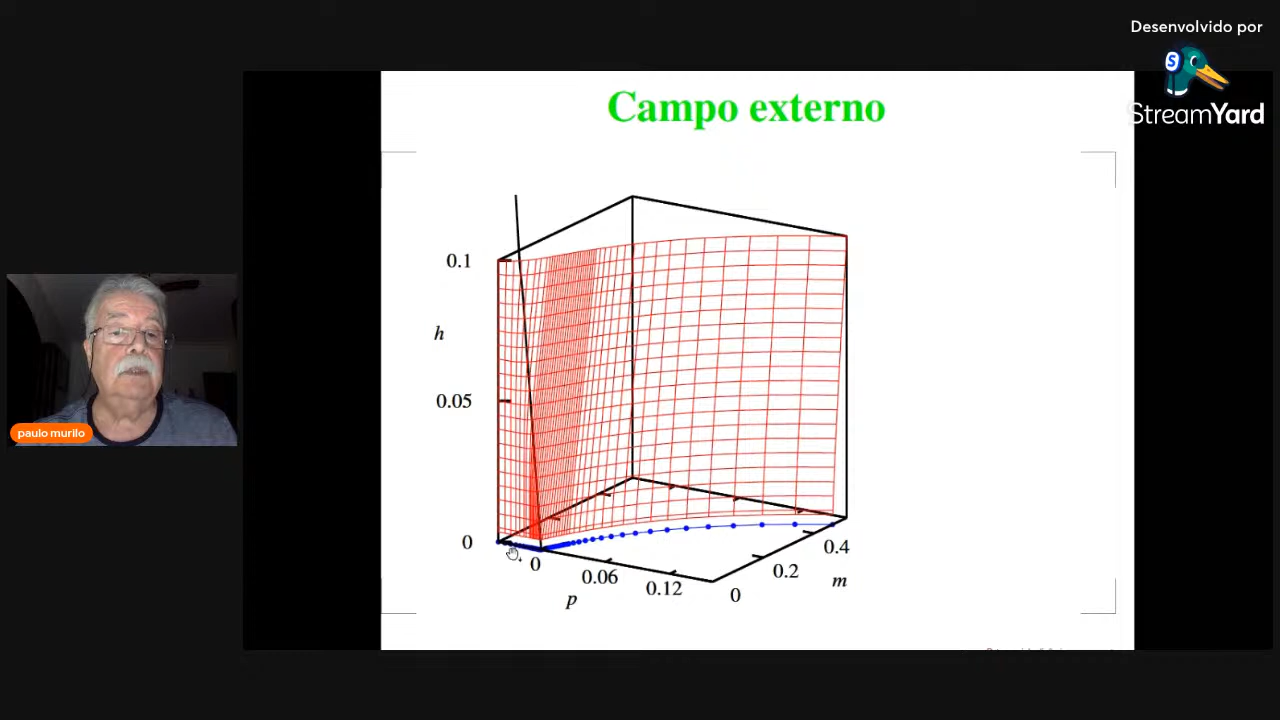 Desenvolvido por
StreamYard
Campo externo
0.1
h
0.05
0
0
0.06
0.12
p
0
0.2
0.4
m
paulo murilo